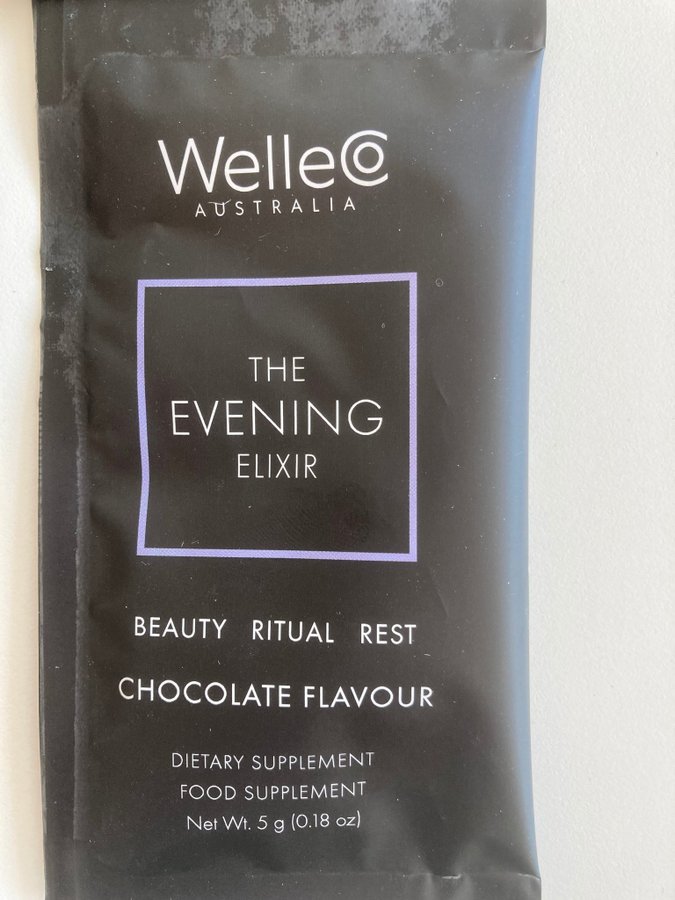 WelleCo
AUSTRALIA
THE
EVENING
ELIXIR
BEAUTY RITUAL REST
CHOCOLATE FLAVOUR
DIETARY SUPPLEMENT
FOOD SUPPLEMENT
Net Wt. 5 g (0.18 oz)